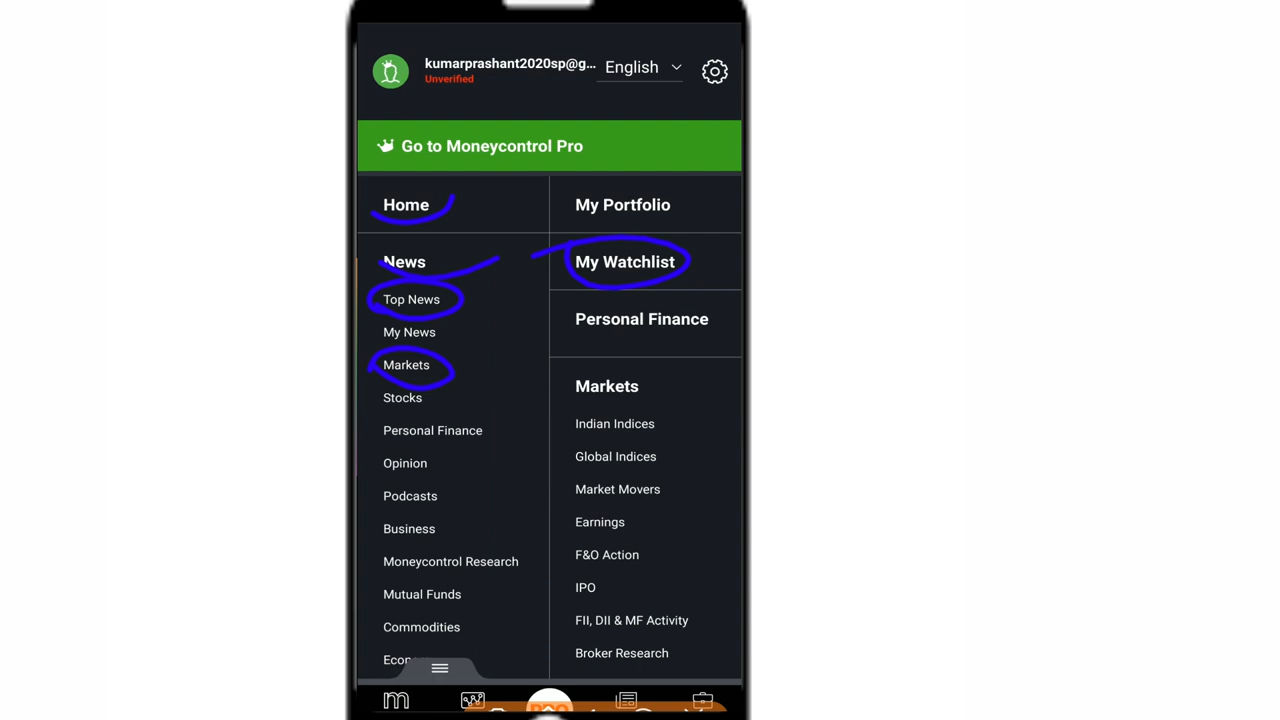 kumarprashant2020sp@g...
Unverified
English
Go to Moneycontrol Pro
Home
News
Top News
My News
Markets
Stocks
Personal Finance
Opinion
Podcasts
Business
Moneycontrol Research
Mutual Funds
Commodities
My Portfolio
My Watchlist
Personal Finance
Markets
Indian Indices
Global Indices
Market Movers
Earnings
F&O Action
IPO
FII, DII & MF Activity
Broker Research
m
PRO